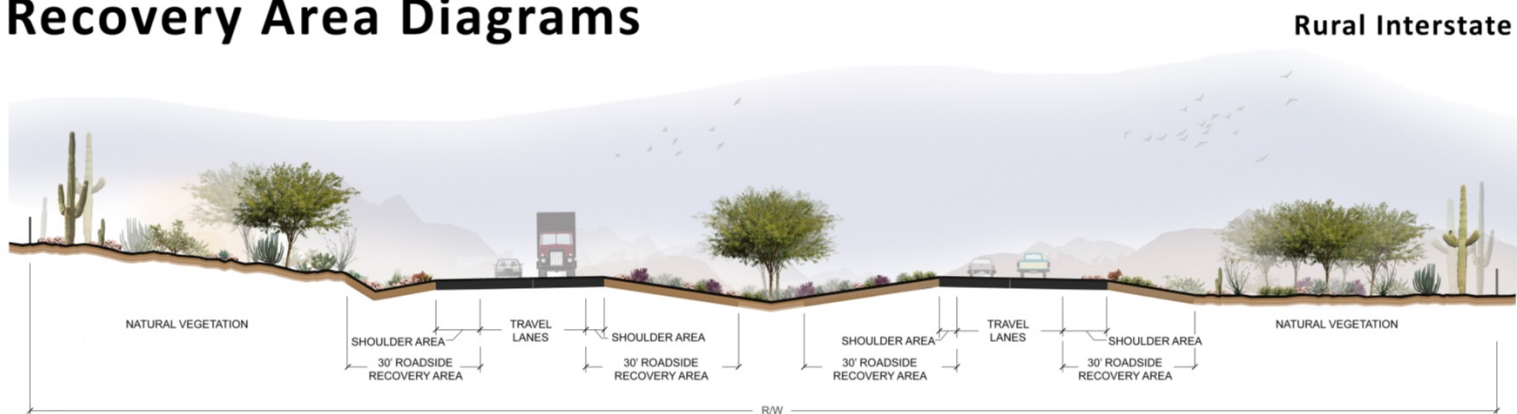 Recovery Area Diagrams
Rural Interstate
NATURAL VEGETATION
SHOULDER AREA
30' ROADSIDE
RECOVERY AREA
TRAVEL
LANES
SHOULDER AREA
30' ROADSIDE
RECOVERY AREA
SHOULDER AREA
30' ROADSIDE
RECOVERY AREA
TRAVEL
LANES
SHOULDER AREA
30' ROADSIDE
RECOVERY AREA
NATURAL VEGETATION
R/W